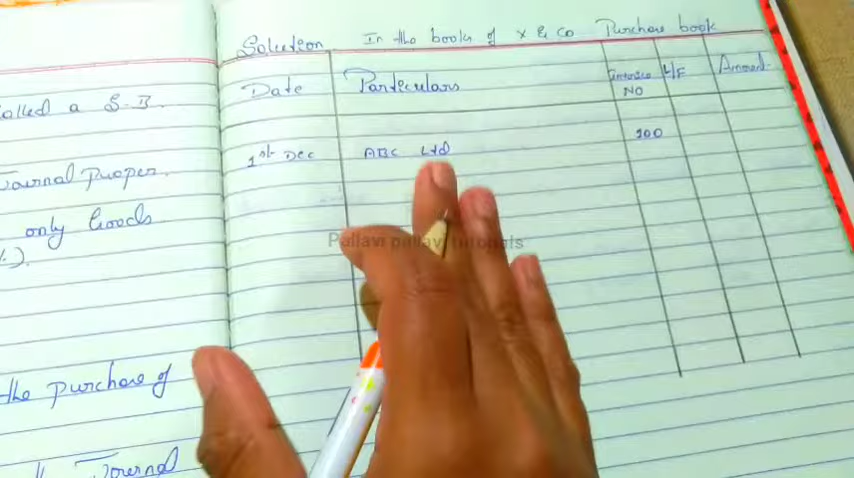 Solution In the books of X & Co Purchase book
Date Particulars Invoice No L/F Amount
1st Dec ABC Ltd 100
alled a S.B.
Journal proper.
only Goods
the purchase of
Journal
Pallavi pallavi tutorials